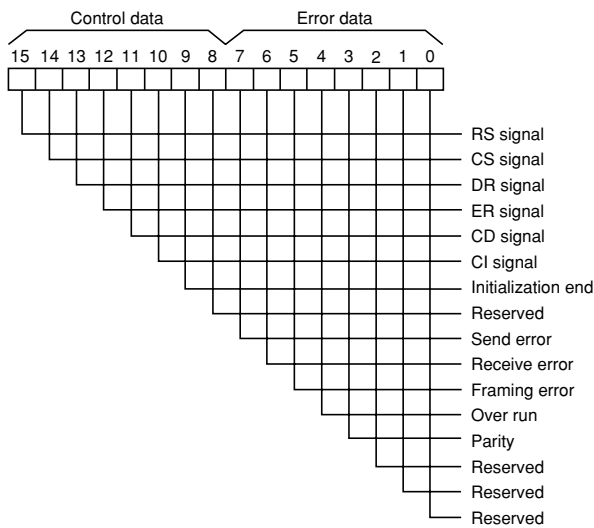 Control data Error data
15 14 13 12 11 10 9 8 7 6 5 4 3 2 1 0
RS signal
CS signal
DR signal
ER signal
CD signal
CI signal
Initialization end
Reserved
Send error
Receive error
Framing error
Over run
Parity
Reserved
Reserved
Reserved